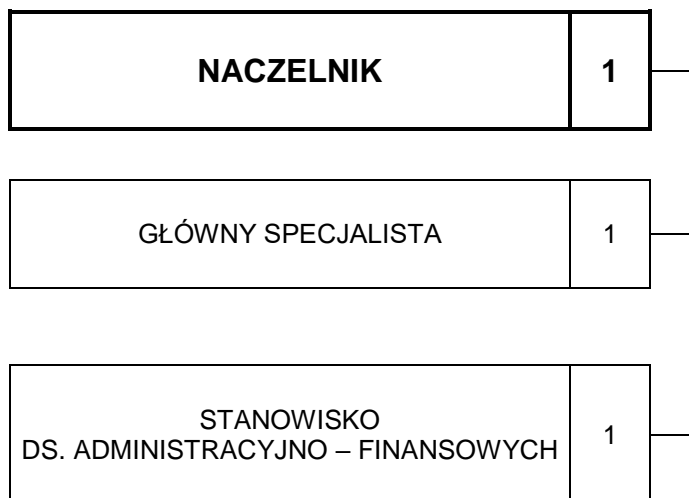 NACZELNIK 1
GŁÓWNY SPECJALISTA 1
STANOWISKO
DS. ADMINISTRACYJNO – FINANSOWYCH 1